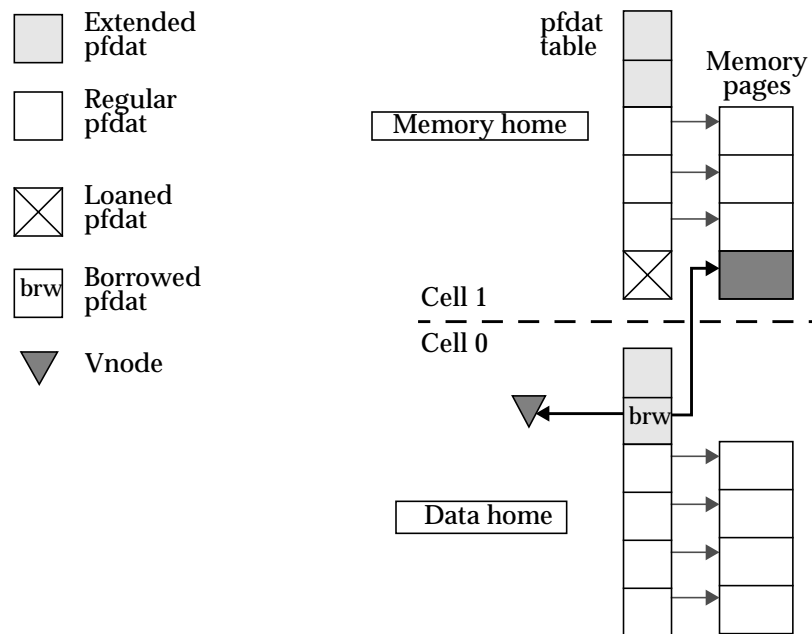 Extended
pfdat
Regular
pfdat
Loaned
pfdat
brw
Borrowed
pfdat
Vnode
pfdat
table
Memory
pages
Memory home
Cell 1
Cell 0
brw
Data home